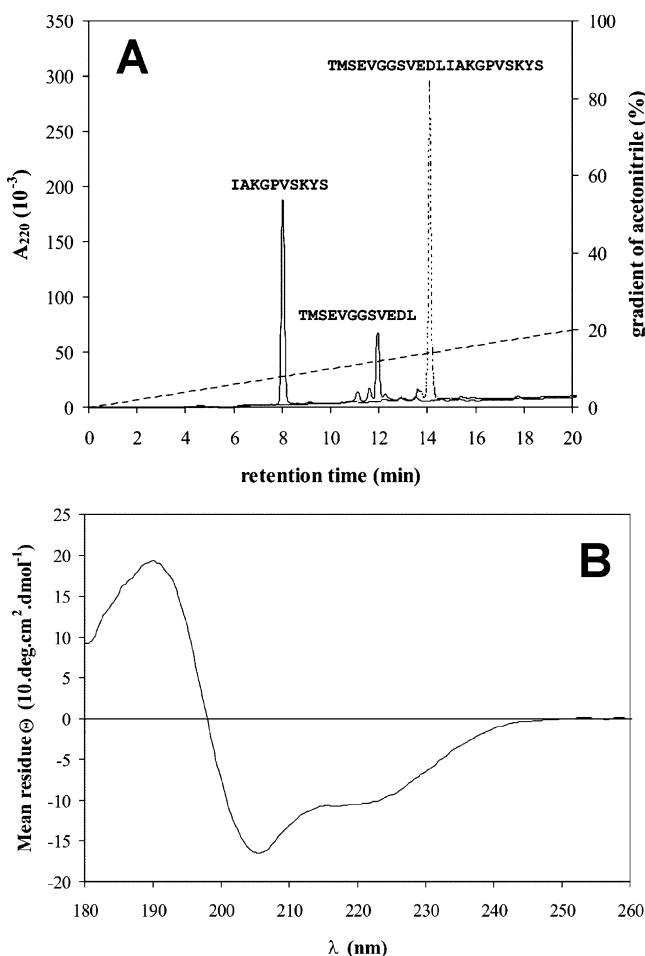 A
TMSEVGGSVEDLIAKGPVSKYS
IAKGPVSKYS
TMSEVGGSVEDL
350
300
250
200
150
100
50
0
A220 (10-3)
100
80
60
40
20
0
gradient of acetonitrile (%)
0 2 4 6 8 10 12 14 16 18 20
retention time (min)
B
25
20
15
10
5
0
-5
-10
-15
-20
Mean residue Θ (10.deg.cm2.dmol-1)
180 190 200 210 220 230 240 250 260
λ (nm)